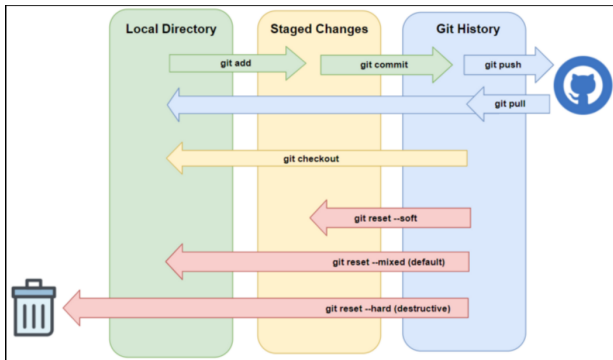 Local Directory
Staged Changes
Git History
git add
git commit
git push
git pull
git checkout
git reset --soft
git reset --mixed (default)
git reset --hard (destructive)